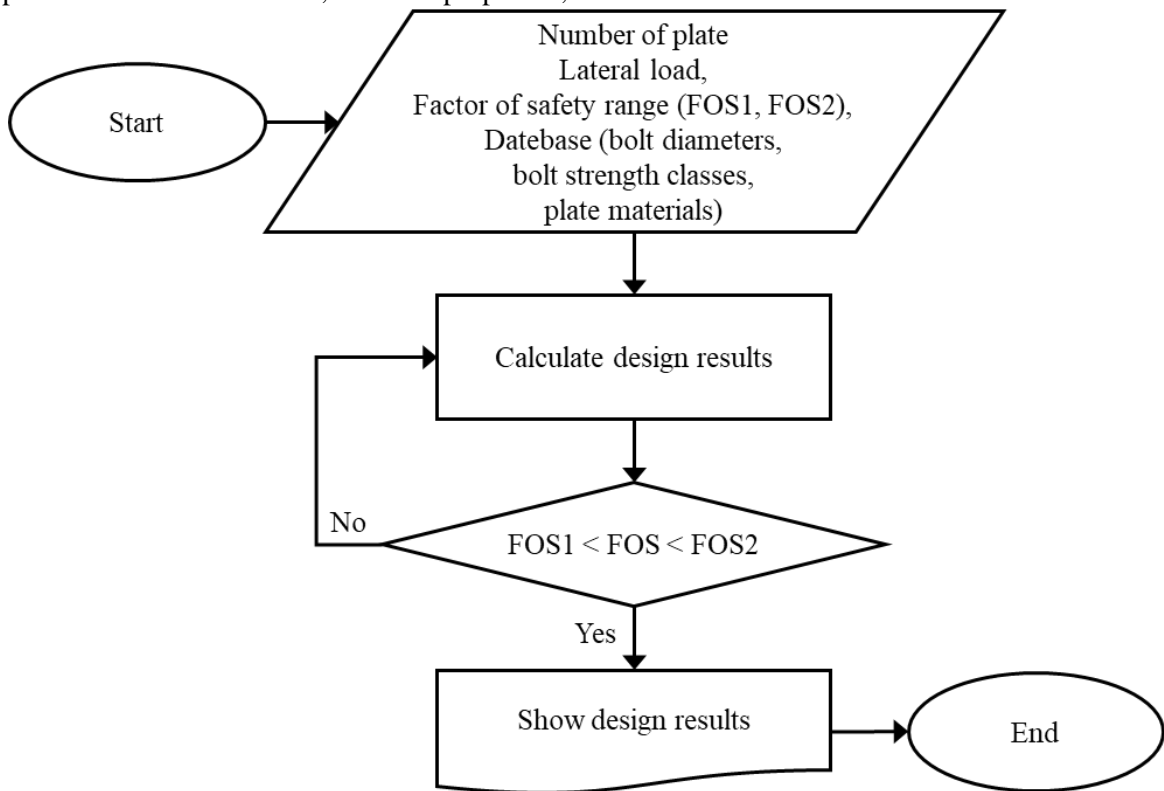 Start
Number of plate
Lateral load,
Factor of safety range (FOS1, FOS2),
Datebase (bolt diameters,
bolt strength classes,
plate materials)
Calculate design results
No
FOS1 < FOS < FOS2
Yes
Show design results
End